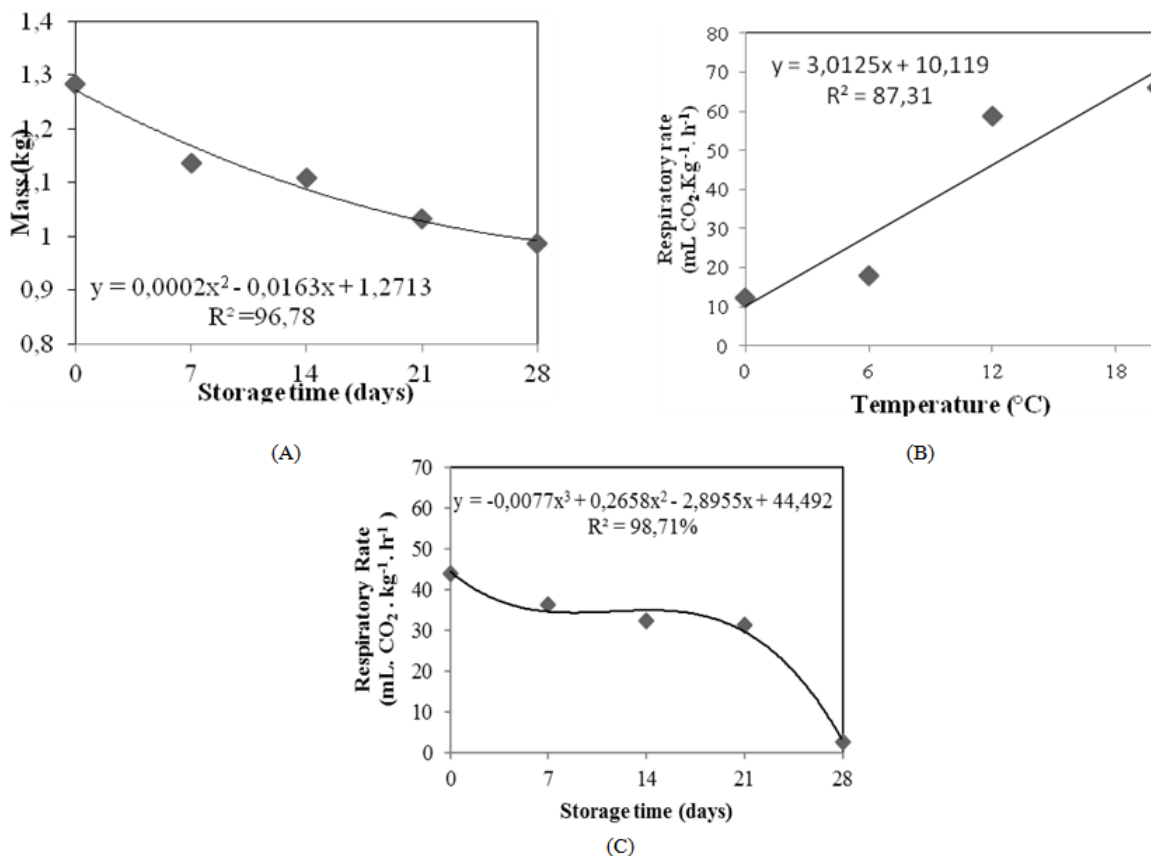 1,4
1,3
1,2
1,1
1
0,9
0,8
Mass (kg)
y = 0,0002x² - 0,0163x + 1,2713
R² =96,78
0 7 14 21 28
Storage time (days)
(A)
80
70
60
50
40
30
20
10
0
Respiratory rate
(mL CO₂.Kg⁻¹. h⁻¹)
y = 3,0125x + 10,119
R² = 87,31
0 6 12 18
Temperature (°C)
(B)
70
60
50
40
30
20
10
0
Respiratory Rate
(mL. CO₂ . kg⁻¹. hr⁻¹ )
y = -0,0077x³ + 0,2658x² - 2,8955x + 44,492
R² = 98,71%
0 7 14 21 28
Storage time (days)
(C)